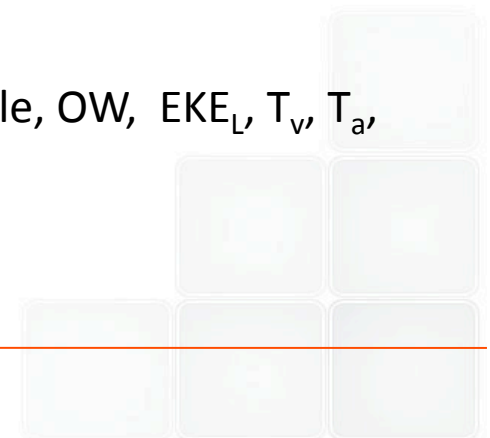 le, OW, EKE_L, T_v, T_a,